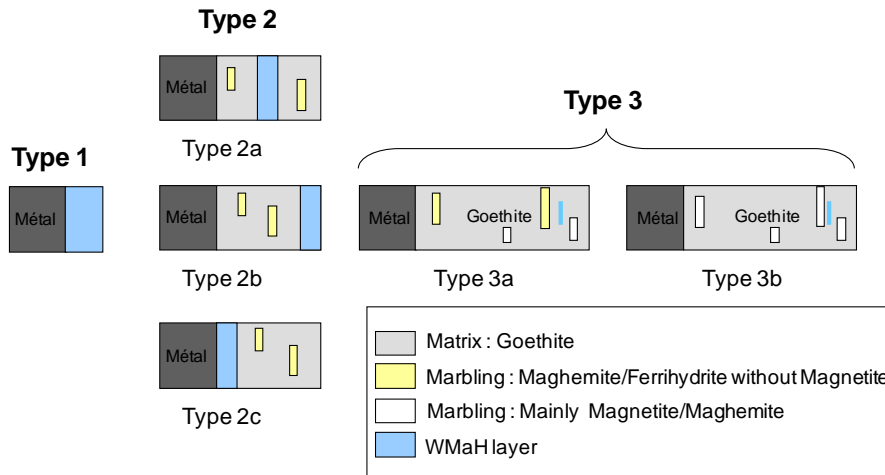 Type 2
Métal
Type 2a
Type 3
Type 1
Métal
Métal
Métal Goethite
Métal Goethite
Type 2b
Type 3a
Type 3b
Métal
Type 2c
Matrix : Goethite
Marbling : Maghemite/Ferrihydrite without Magnetite
Marbling : Mainly Magnetite/Maghemite
WMaH layer